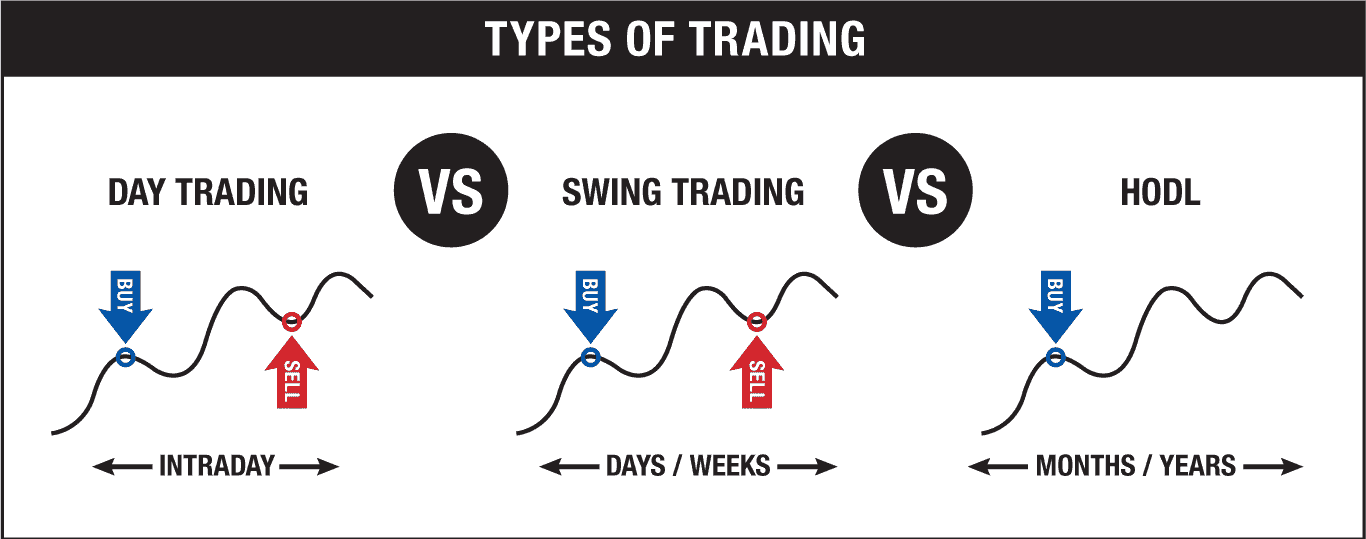 TYPES OF TRADING
DAY TRADING
VS
SWING TRADING
VS
HODL
BUY
SELL
BUY
SELL
BUY
INTRADAY
DAYS / WEEKS
MONTHS / YEARS